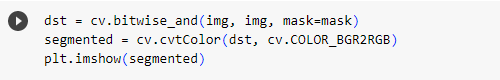 dst = cv.bitwise_and(img, img, mask=mask)
segmented = cv.cvtColor(dst, cv.COLOR_BGR2RGB)
plt.imshow(segmented)